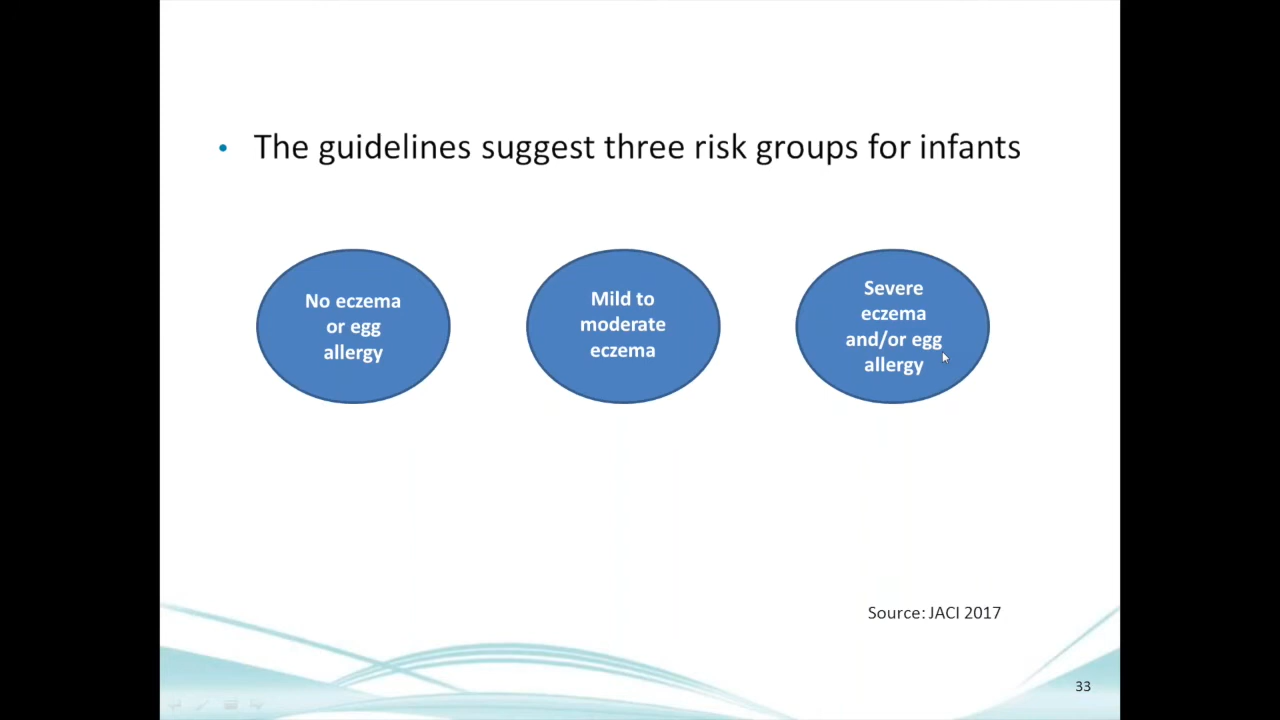 • The guidelines suggest three risk groups for infants
No eczema
or egg
allergy
Mild to
moderate
eczema
Severe
eczema
and/or egg
allergy
Source: JACI 2017
33